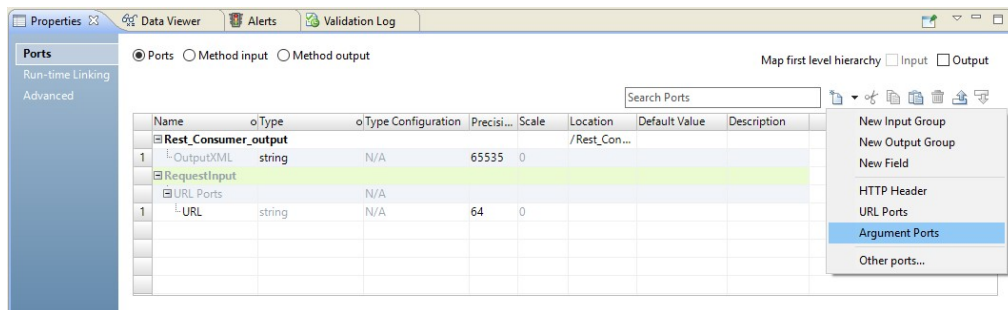 Properties Data Viewer Alerts Validation Log
Ports
Run-time Linking
Advanced
Ports Method input Method output
Map first level hierarchy Input Output
Search Ports
Name o Type o Type Configuration Precisi... Scale Location Default Value Description
Rest_Consumer_output /Rest_Con...
1 OutputXML string N/A 65535 0
RequestInput
URL Ports N/A
1 URL string N/A 64 0
New Input Group
New Output Group
New Field
HTTP Header
URL Ports
Argument Ports
Other ports...